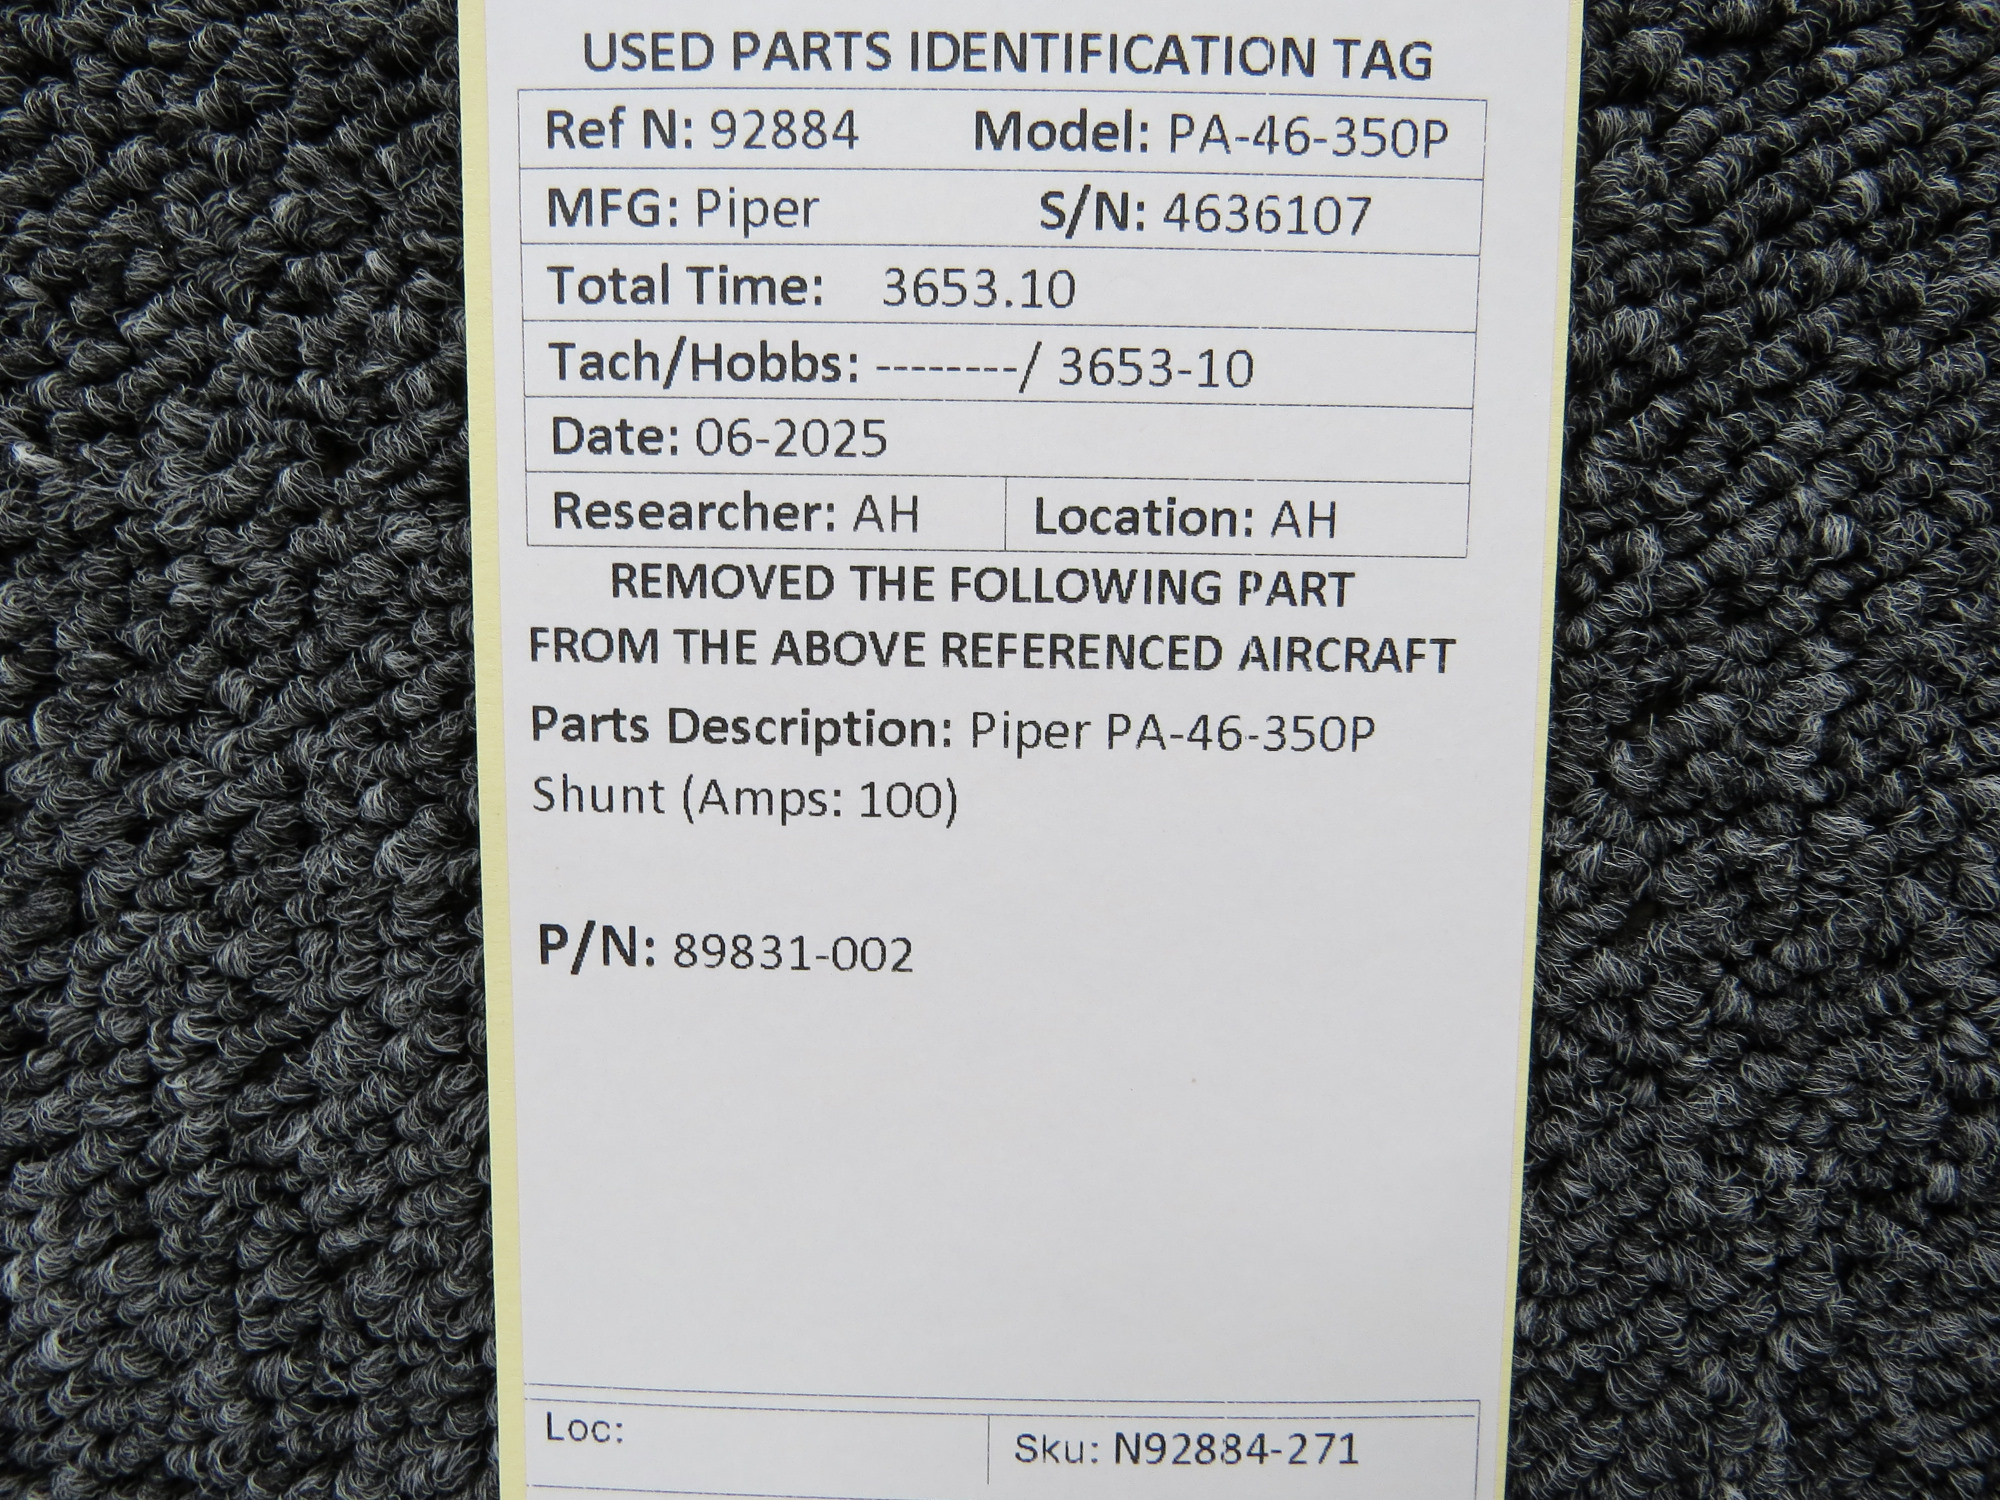 USED PARTS IDENTIFICATION TAG
Ref N: 92884 Model: PA-46-350P
MFG: Piper S/N: 4636107
Total Time: 3653.10
Tach/Hobbs: --------/ 3653-10
Date: 06-2025
Researcher: AH Location: AH
REMOVED THE FOLLOWING PART
FROM THE ABOVE REFERENCED AIRCRAFT
Parts Description: Piper PA-46-350P
Shunt (Amps: 100)
P/N: 89831-002
Loc: Sku: N92884-271